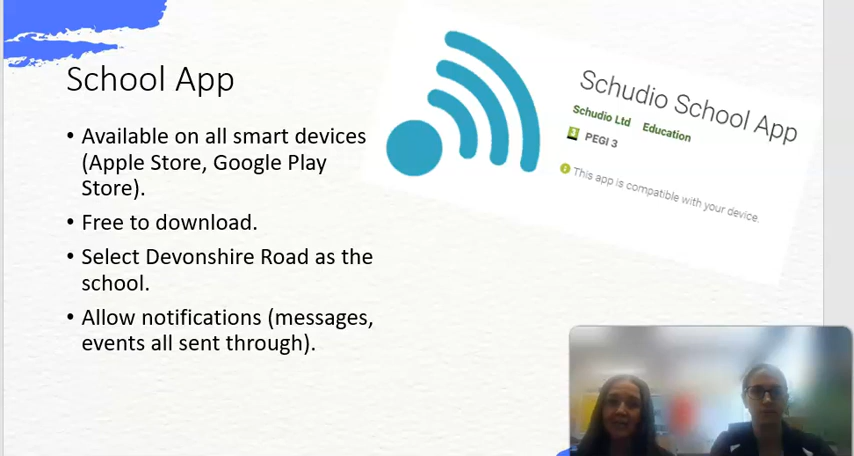 School App
• Available on all smart devices
(Apple Store, Google Play
Store).
• Free to download.
• Select Devonshire Road as the
school.
• Allow notifications (messages,
events all sent through).
Schudio School App
Schudio Ltd Education
3 PEGI 3
This app is compatible with your device.